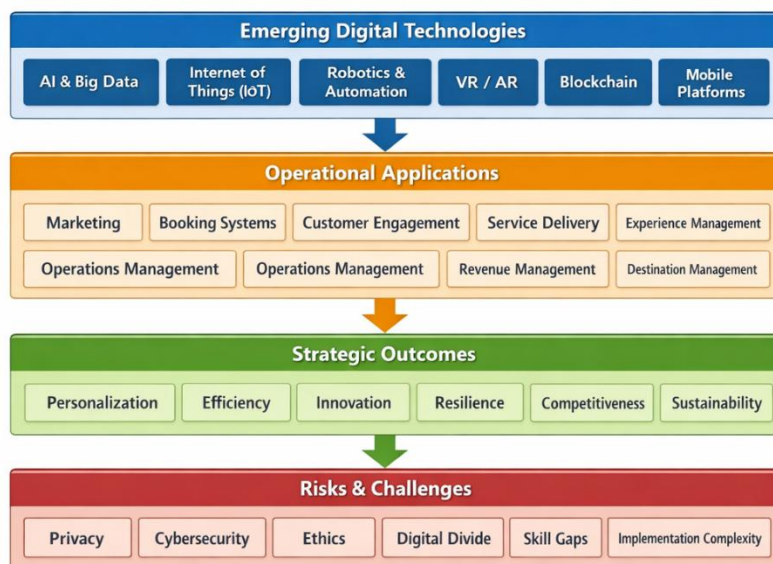 Emerging Digital Technologies
AI & Big Data
Internet of
Things (IoT)
Robotics &
Automation
VR / AR
Blockchain
Mobile
Platforms
Operational Applications
Marketing
Booking Systems
Customer Engagement
Service Delivery
Experience Management
Operations Management
Operations Management
Revenue Management
Destination Management
Strategic Outcomes
Personalization
Efficiency
Innovation
Resilience
Competitiveness
Sustainability
Risks & Challenges
Privacy
Cybersecurity
Ethics
Digital Divide
Skill Gaps
Implementation Complexity